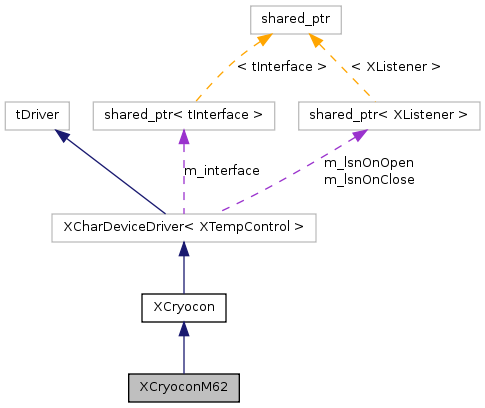 shared_ptr
< tInterface >
< XListener >
tDriver
shared_ptr< tInterface >
shared_ptr< XListener >
m_interface
m_lsnOnOpen
m_lsnOnClose
XCharDeviceDriver< XTempControl >
XCryocon
XCryoconM62